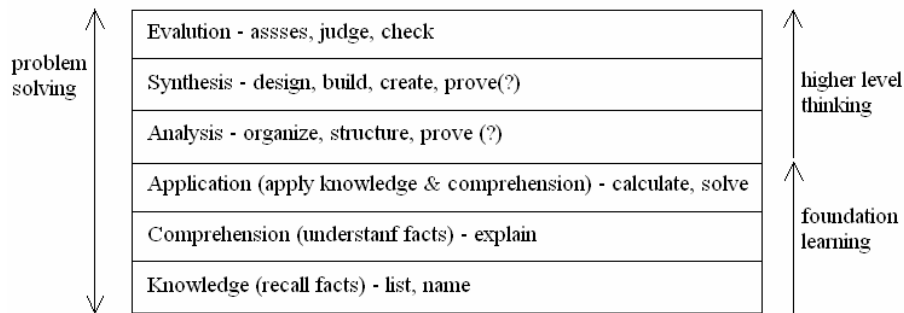 problem
solving
Evalution - assses, judge, check
Synthesis - design, build, create, prove(?)
Analysis - organize, structure, prove (?)
Application (apply knowledge & comprehension) - calculate, solve
Comprehension (understanf facts) - explain
Knowledge (recall facts) - list, name
higher level
thinking
foundation
learning